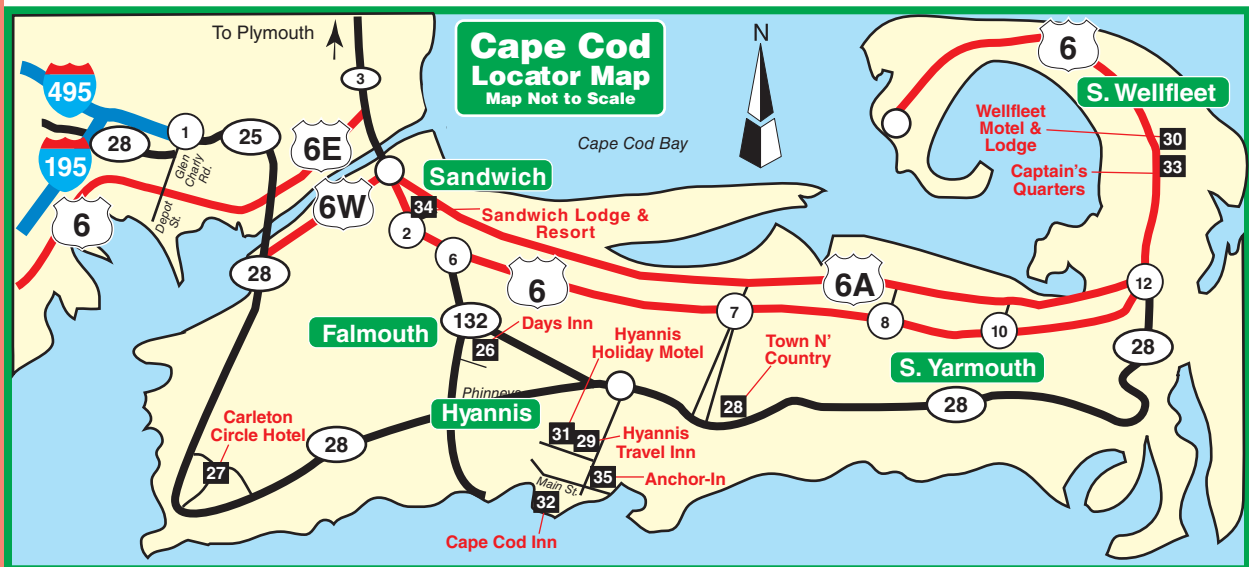 To Plymouth
Cape Cod
Locator Map
Map Not to Scale
N
6
3
495
S. Wellfleet
Wellfleet
Motel &
Lodge
30
Captain's
Quarters
33
28
1
25
6E
Cape Cod Bay
195
Glen
Charly
Rd.
Depot
St.
6
6W
Sandwich
34
Sandwich Lodge &
Resort
2
6
28
6
6A
12
7
8
10
132
Days Inn
26
Falmouth
Hyannis
Holiday Motel
Town N'
Country
28
S. Yarmouth
28
28
Phinneys
Hyannis
Carleton
Circle Hotel
27
28
31
29
Hyannis
Travel Inn
35
Anchor-In
Main St.
32
Cape Cod Inn